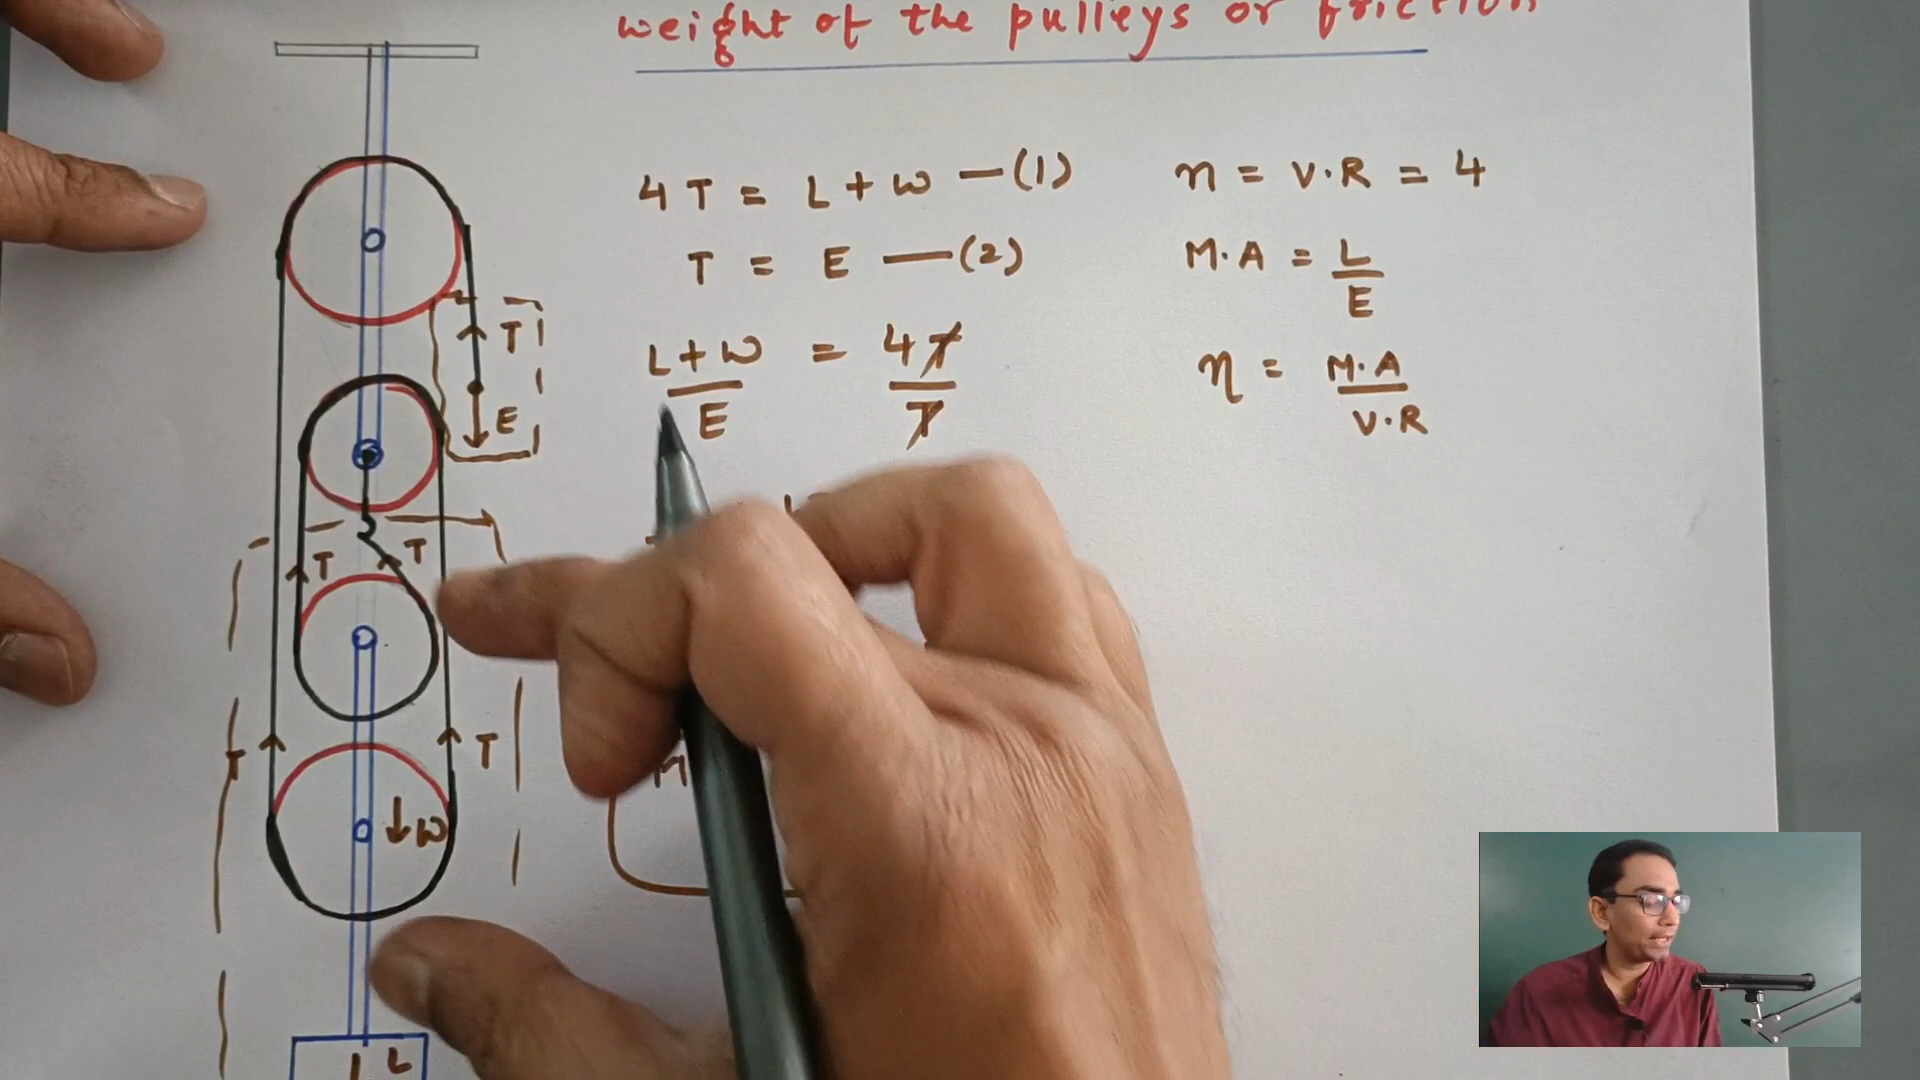 weight of the pulleys or friction
4T = L + W — (1)
T = E — (2)
L + W / E = 4T / T
M
n = V.R = 4
M.A = L / E
η = M.A / V.R
T
E
T
T
T
T
W
L